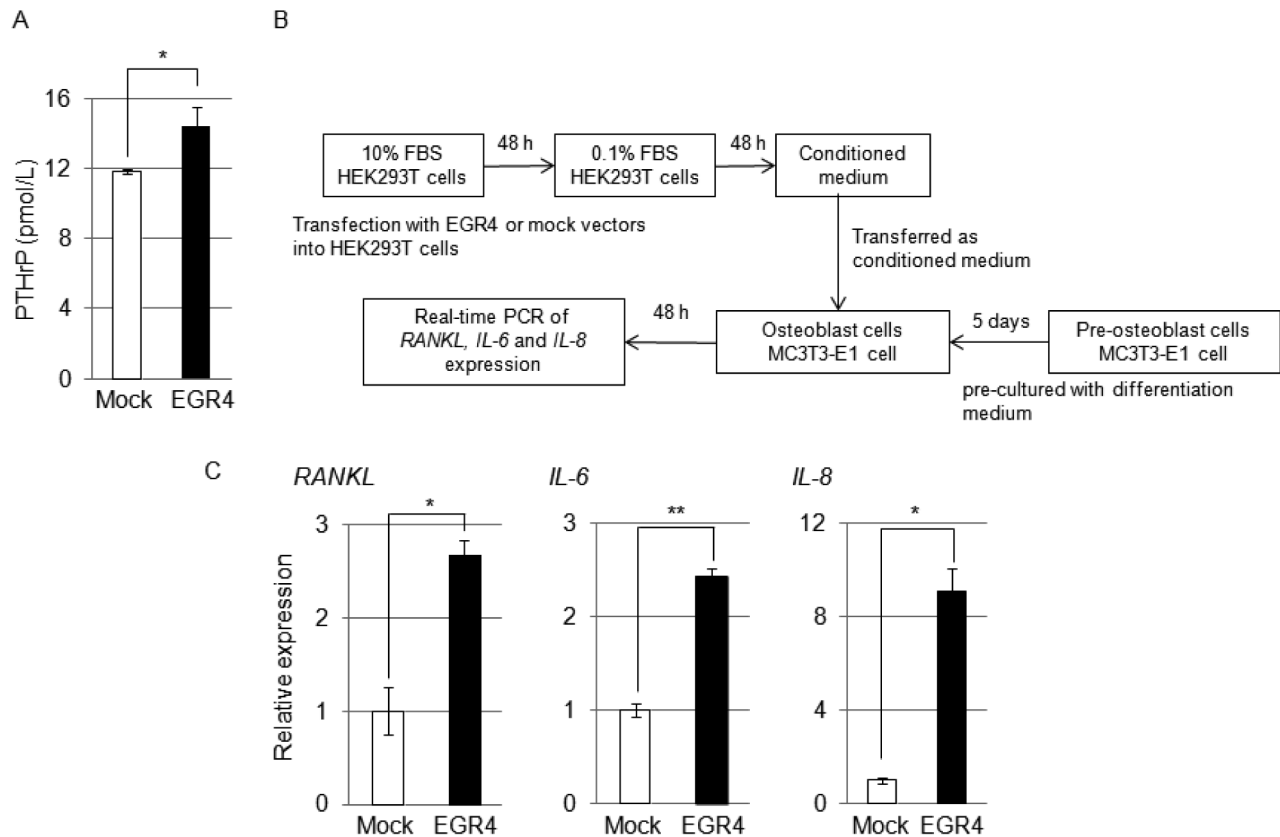 A
*
PTHrP (pmol/L)
16
12
8
4
0
Mock
EGR4
B
10% FBS
HEK293T cells
48 h
0.1% FBS
HEK293T cells
48 h
Conditioned
medium
Transfection with EGR4 or mock vectors
into HEK293T cells
Transferred as
conditioned medium
Real-time PCR of
RANKL, IL-6 and IL-8
expression
48 h
Osteoblast cells
MC3T3-E1 cell
5 days
Pre-osteoblast cells
MC3T3-E1 cell
pre-cultured with differentiation
medium
C
Relative expression
RANKL
*
3
2
1
0
Mock
EGR4
IL-6
**
3
2
1
0
Mock
EGR4
IL-8
*
12
8
4
0
Mock
EGR4